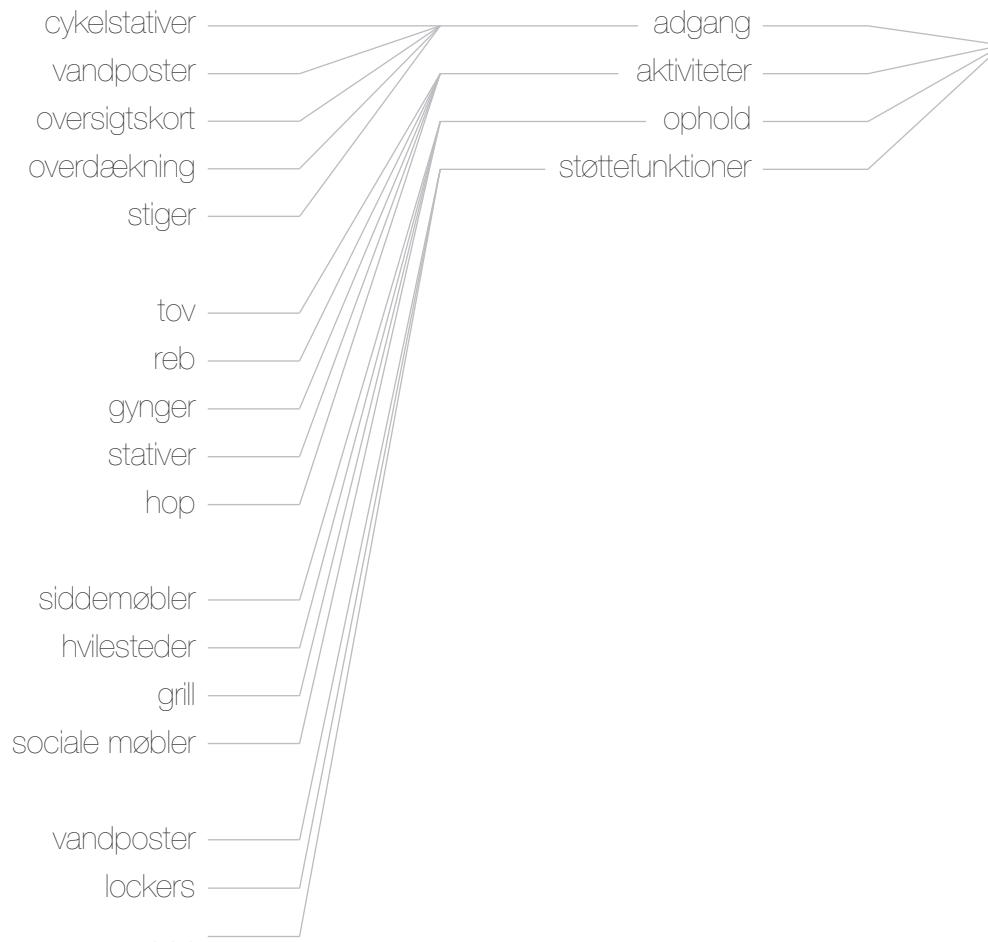 cykelstativer
vandposter
oversigtskort
overdækning
stiger
tov
reb
gynger
stativer
hop
siddemøbler
hvilesteder
grill
sociale møbler
vandposter
lockers
adgang
aktiviteter
ophold
støttefunktioner